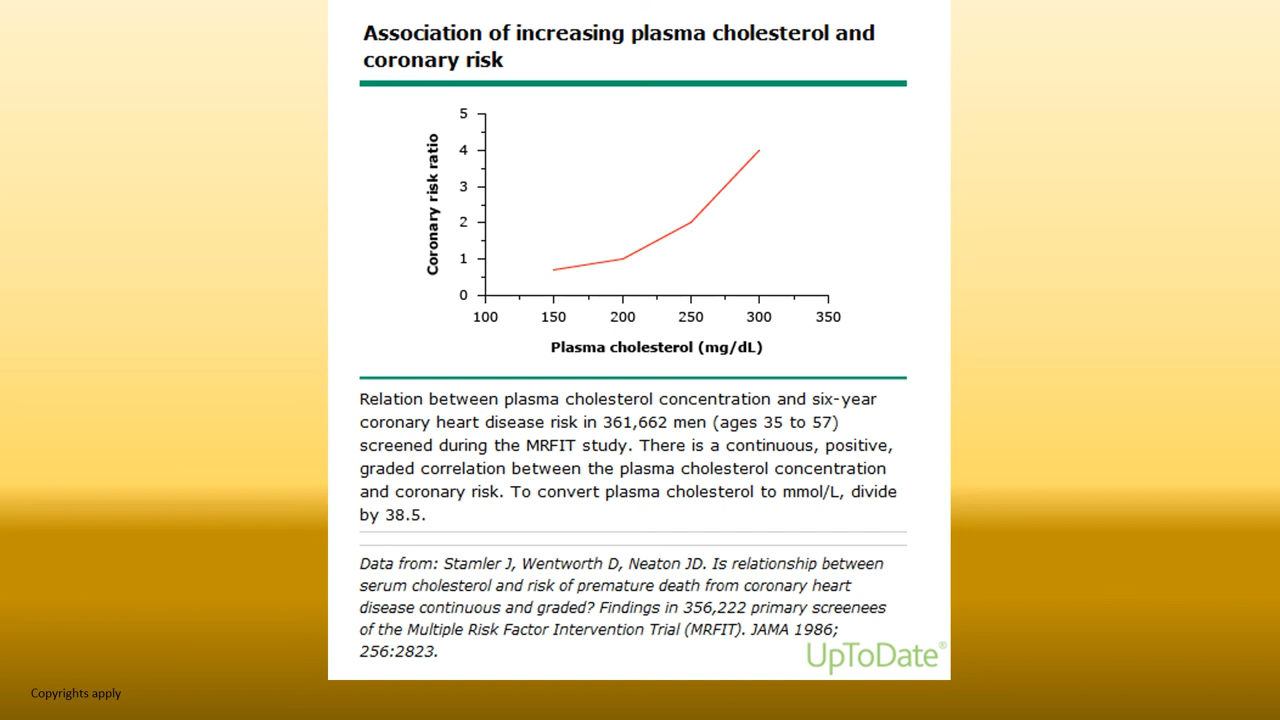 Association of increasing plasma cholesterol and
coronary risk
5
4
3
2
1
0
Coronary risk ratio
100 150 200 250 300 350
Plasma cholesterol (mg/dL)
Relation between plasma cholesterol concentration and six-year
coronary heart disease risk in 361,662 men (ages 35 to 57)
screened during the MRFIT study. There is a continuous, positive,
graded correlation between the plasma cholesterol concentration
and coronary risk. To convert plasma cholesterol to mmol/L, divide
by 38.5.
Data from: Stamler J, Wentworth D, Neaton JD. Is relationship between
serum cholesterol and risk of premature death from coronary heart
disease continuous and graded? Findings in 356,222 primary screenees
of the Multiple Risk Factor Intervention Trial (MRFIT). JAMA 1986;
256:2823.
UpToDate®
Copyrights apply